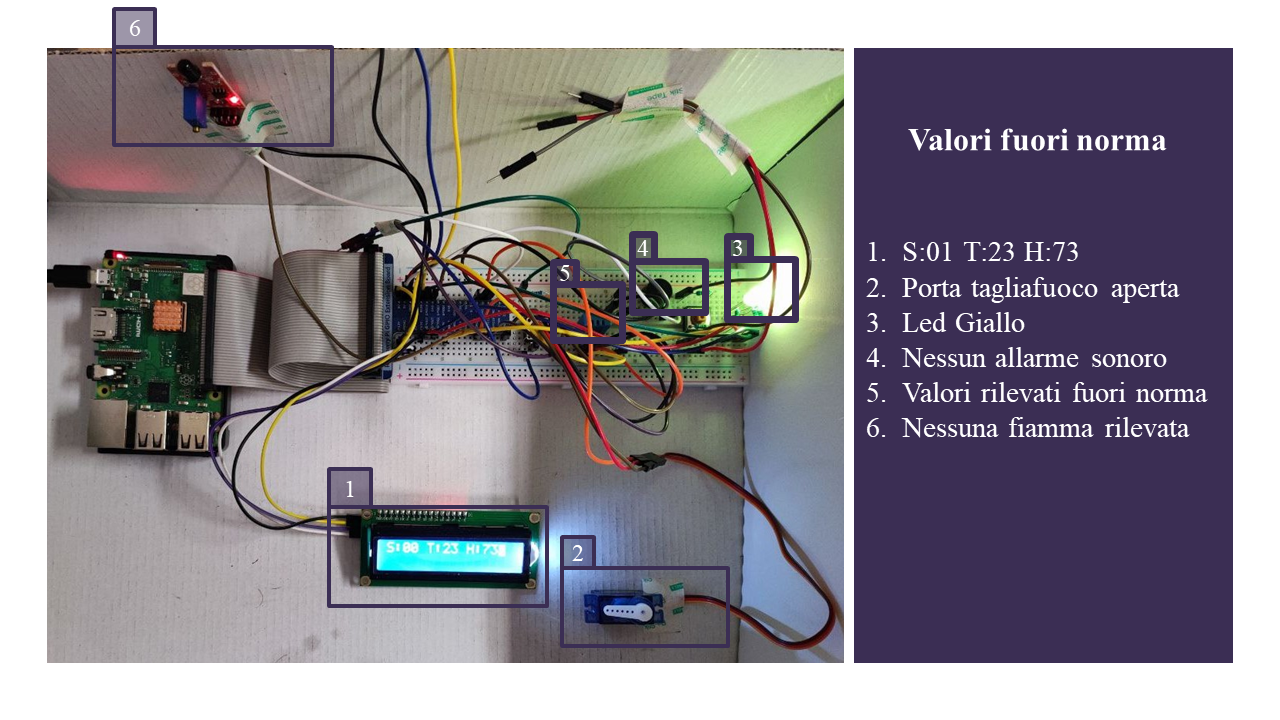 6
Valori fuori norma
1. S:01 T:23 H:73
2. Porta tagliafuoco aperta
3. Led Giallo
4. Nessun allarme sonoro
5. Valori rilevati fuori norma
6. Nessuna fiamma rilevata
4
3
5
1
S:00 T:23 H:73
2